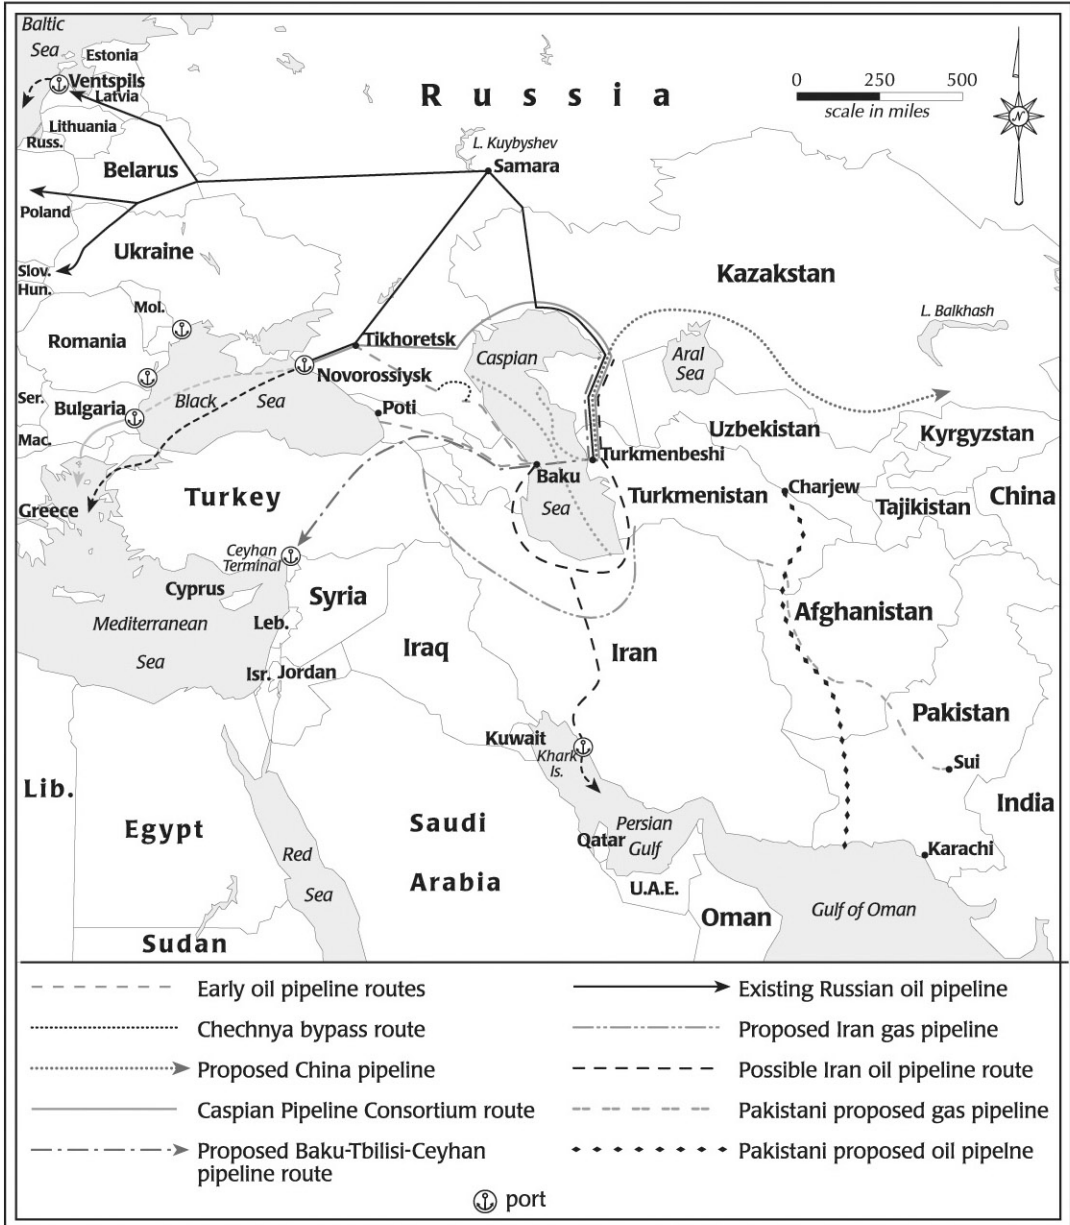 Baltic
Sea
Estonia
Ventspils
Latvia
Lithuania
Russ.
Belarus
Poland
Russia
0 250 500
scale in miles
N
L. Kuybyshev
Samara
Ukraine
Slov.
Hun.
Mol.
Romania
Kazakstan
L. Balkhash
Tikhoretsk
Caspian
Aral
Sea
Novorossiysk
Ser.
Bulgaria
Black
Sea
Poti
Mac.
Uzbekistan
Kyrgyzstan
Turkmenbeshi
Baku
Sea
Turkmenistan
Charjew
Tajikistan
China
Greece
Turkey
Ceyhan
Terminal
Cyprus
Syria
Afghanistan
Mediterranean
Sea
Leb.
Iraq
Iran
Isr.
Jordan
Pakistan
Kuwait
Khark
Is.
Sui
Lib.
Egypt
Saudi
Arabia
Qatar
Persian
Gulf
India
Karachi
Red
Sea
U.A.E.
Oman
Gulf of Oman
Sudan
Early oil pipeline routes
Chechnya bypass route
Proposed China pipeline
Caspian Pipeline Consortium route
Proposed Baku-Tbilisi-Ceyhan
pipeline route
Existing Russian oil pipeline
Proposed Iran gas pipeline
Possible Iran oil pipeline route
Pakistani proposed gas pipeline
Pakistani proposed oil pipelne
port